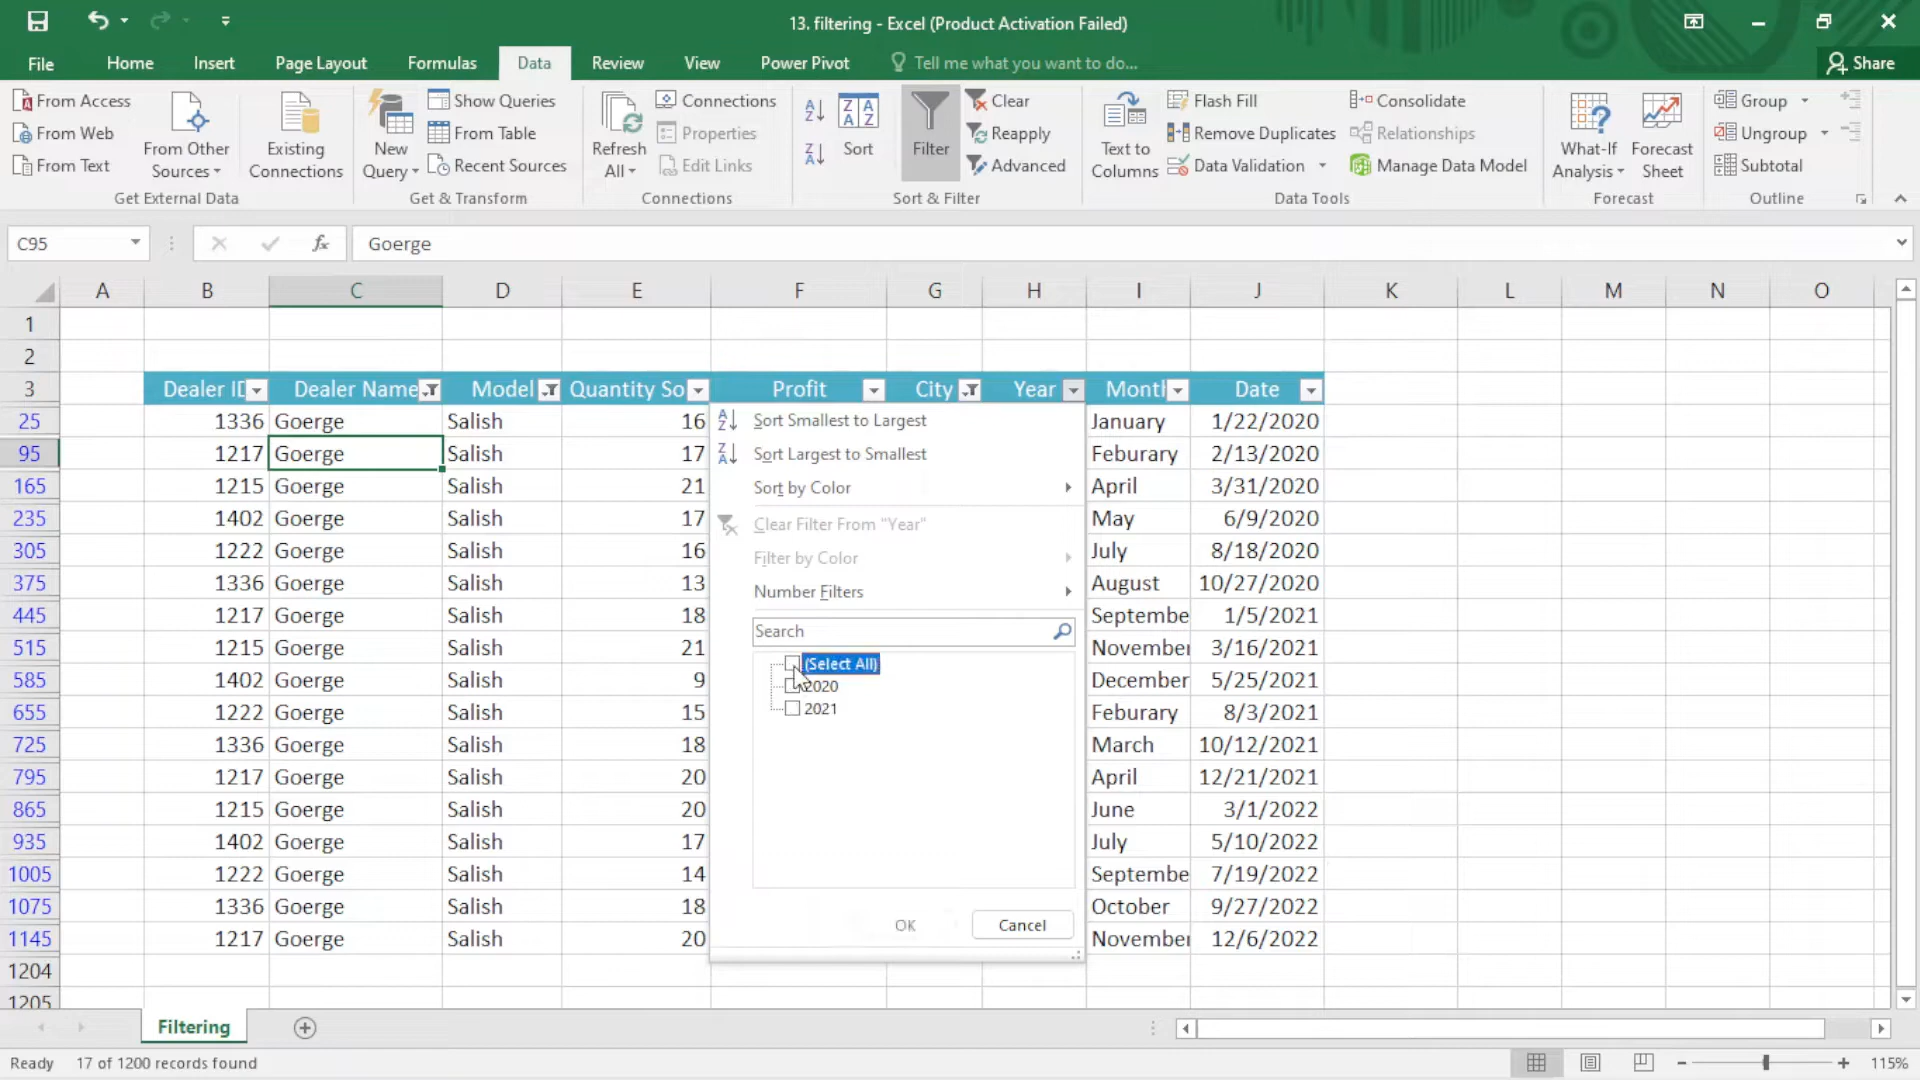 13. filtering - Excel (Product Activation Failed)
File Home Insert Page Layout Formulas Data Review View Power Pivot Tell me what you want to do... Share
From Access
From Web
From Text
From Other Sources
Existing Connections
Get External Data
New Query
Show Queries
From Table
Recent Sources
Get & Transform
Refresh All
Connections
Properties
Edit Links
Connections
Sort
Filter
Clear
Reapply
Advanced
Sort & Filter
Text to Columns
Flash Fill
Remove Duplicates
Data Validation
Consolidate
Relationships
Manage Data Model
Data Tools
What-If Analysis
Forecast Sheet
Forecast
Group
Ungroup
Subtotal
Outline
C95 fx Goerge
A B C D E F G H I J K L M N O
1
2
3 Dealer ID Dealer Name Model Quantity So Profit City Year Month Date
25 1336 Goerge Salish 16 January 1/22/2020
95 1217 Goerge Salish 17 Feburary 2/13/2020
165 1215 Goerge Salish 21 April 3/31/2020
235 1402 Goerge Salish 17 May 6/9/2020
305 1222 Goerge Salish 16 July 8/18/2020
375 1336 Goerge Salish 13 August 10/27/2020
445 1217 Goerge Salish 18 Septembe 1/5/2021
515 1215 Goerge Salish 21 November 3/16/2021
585 1402 Goerge Salish 9 December 5/25/2021
655 1222 Goerge Salish 15 Feburary 8/3/2021
725 1336 Goerge Salish 18 March 10/12/2021
795 1217 Goerge Salish 20 April 12/21/2021
865 1215 Goerge Salish 20 June 3/1/2022
935 1402 Goerge Salish 17 July 5/10/2022
1005 1222 Goerge Salish 14 Septembe 7/19/2022
1075 1336 Goerge Salish 18 October 9/27/2022
1145 1217 Goerge Salish 20 November 12/6/2022
1204
1205
Sort Smallest to Largest
Sort Largest to Smallest
Sort by Color
Clear Filter From "Year"
Filter by Color
Number Filters
Search
(Select All)
2020
2021
OK Cancel
Filtering
Ready 17 of 1200 records found 115%